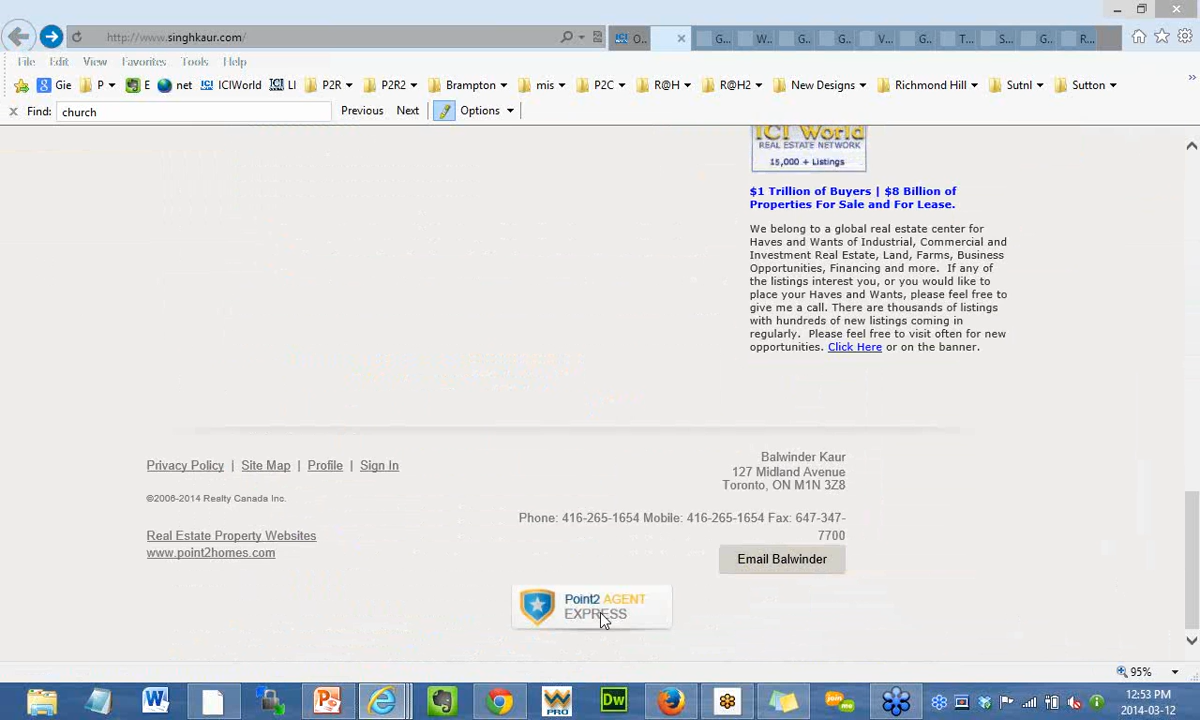 http://www.singhkaur.com/
O...
G...
W...
G...
G...
V...
G...
T...
S...
G...
R...
File Edit View Favorites Tools Help
Gie P E net ICIWorld LI P2R P2R2 Brampton mis P2C R@H R@H2 New Designs Richmond Hill Sutnl Sutton
Find: church Previous Next Options
ICI World
REAL ESTATE NETWORK
15,000 + Listings
$1 Trillion of Buyers | $8 Billion of
Properties For Sale and For Lease.
We belong to a global real estate center for
Haves and Wants of Industrial, Commercial and
Investment Real Estate, Land, Farms, Business
Opportunities, Financing and more. If any of
the listings interest you, or you would like to
place your Haves and Wants, please feel free to
give me a call. There are thousands of listings
with hundreds of new listings coming in
regularly. Please feel free to visit often for new
opportunities. Click Here or on the banner.
Privacy Policy | Site Map | Profile | Sign In
©2006-2014 Realty Canada Inc.
Real Estate Property Websites
www.point2homes.com
Balwinder Kaur
127 Midland Avenue
Toronto, ON M1N 3Z8
Phone: 416-265-1654 Mobile: 416-265-1654 Fax: 647-347-
7700
Email Balwinder
Point2 AGENT
EXPRESS
95%
12:53 PM
2014-03-12